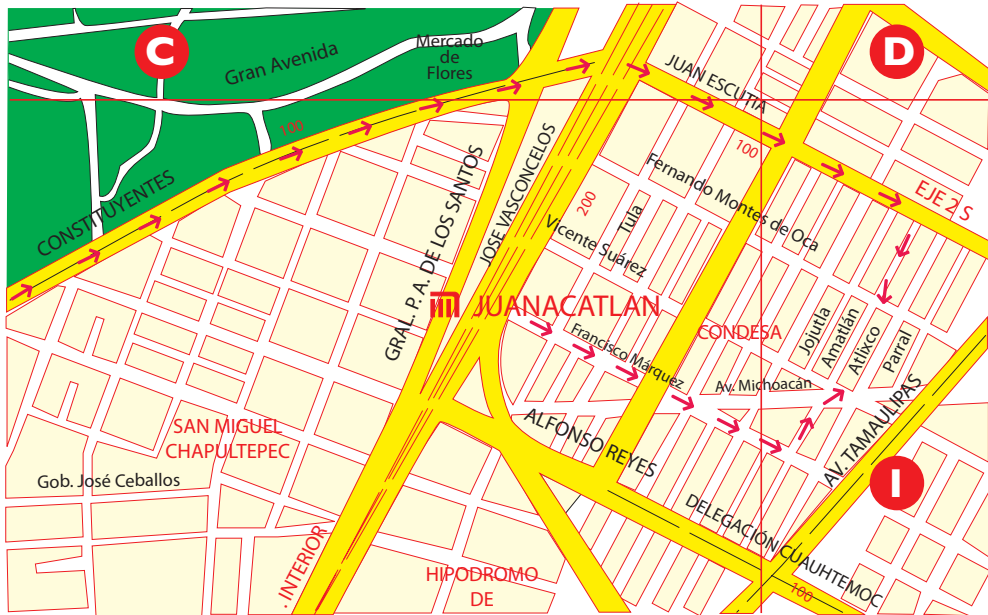 C
Gran Avenida
Mercado
de
Flores
D
JUAN ESCUTIA
100
100
EJE 2 S
CONSTITUYENTES
GRAL. P. A. DE LOS SANTOS
JOSE VASCONCELOS
200
Tula
Fernando Montes de Oca
Vicente Suárez
JUANACATLAN
Francisco Márquez
CONDESA
Jojutla
Amatlán
Atlixco
Parral
Av. Michoacán
SAN MIGUEL
CHAPULTEPEC
ALFONSO REYES
AV. TAMAULIPAS
Gob. José Ceballos
I
DELEGACIÓN CUAUHTEMOC
. INTERIOR
HIPODROMO
DE
100